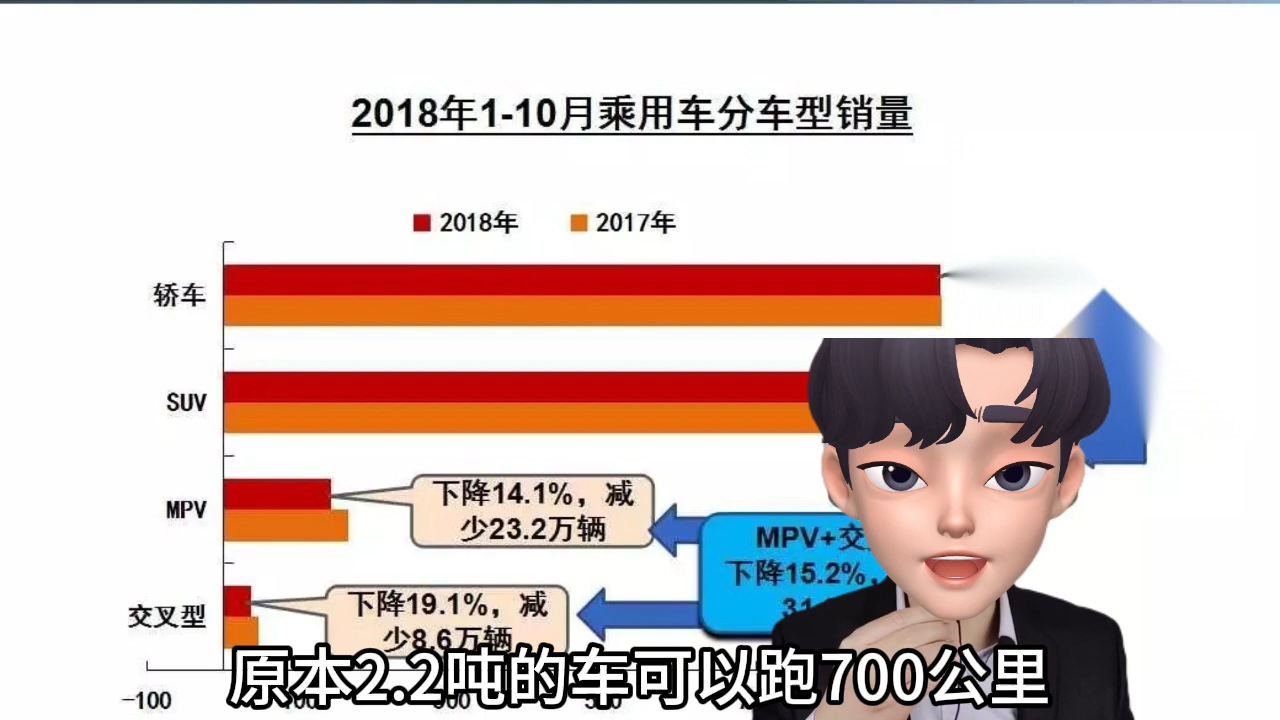 2018年1-10月乘用车分车型销量
2018年 2017年
轿车
SUV
MPV
下降14.1%，减
少23.2万辆
MPV+交
下降15.2%，
交叉型
下降19.1%，减
少8.6万辆
原本2.2吨的车可以跑700公里
-100